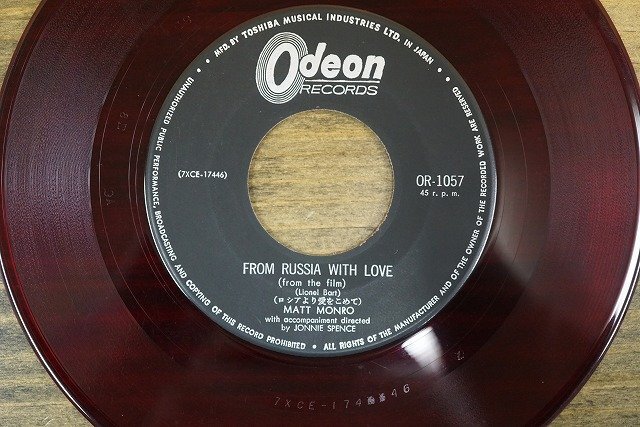 • MFD. BY TOSHIBA MUSICAL INDUSTRIES LTD. IN JAPAN •
Odeon
RECORDS
(7XCE-17446)
OR-1057
45 r. p. m.
FROM RUSSIA WITH LOVE
(from the film)
(Lionel Bart)
(ロシアより愛をこめて)
MATT MONRO
with accompaniment directed
by JONNIE SPENCE
UNAUTHORIZED PUBLIC PERFORMANCE, BROADCASTING AND COPYING OF THIS RECORD PROHIBITED • ALL RIGHTS OF THE MANUFACTURER AND OF THE OWNER OF THE RECORDED WORK ARE RESERVED